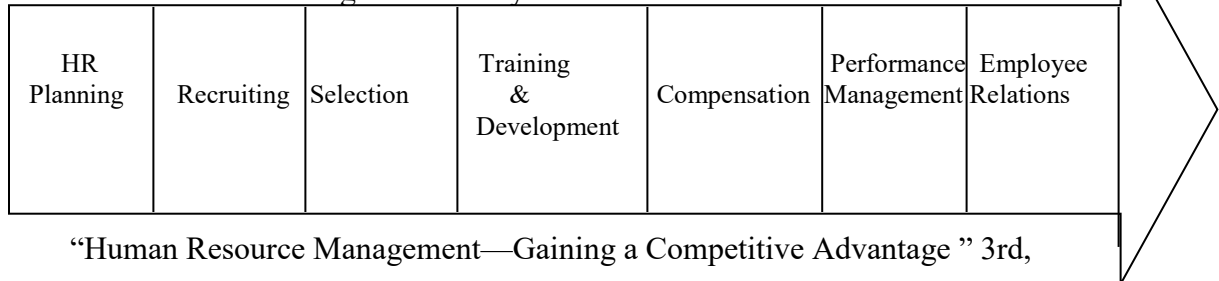 HR
Planning
Recruiting
Selection
Training
&
Development
Compensation
Performance
Management
Employee
Relations
“Human Resource Management—Gaining a Competitive Advantage ” 3rd,